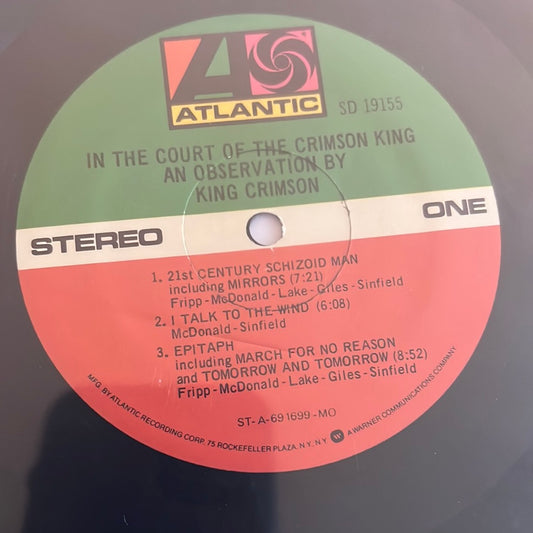 ATLANTIC
SD 19155
IN THE COURT OF THE CRIMSON KING
AN OBSERVATION BY
KING CRIMSON
STEREO
ONE
1. 21st CENTURY SCHIZOID MAN
including MIRRORS (7:21)
Fripp-McDonald-Lake-Giles-Sinfield
2. I TALK TO THE WIND (6:08)
McDonald-Sinfield
3. EPITAPH
including MARCH FOR NO REASON
and TOMORROW AND TOMORROW (8:52)
Fripp-McDonald-Lake-Giles-Sinfield
ST-A-691699-MO
MFG. BY ATLANTIC RECORDING CORP. 75 ROCKEFELLER PLAZA, N.Y. N.Y. W A WARNER COMMUNICATIONS COMPANY